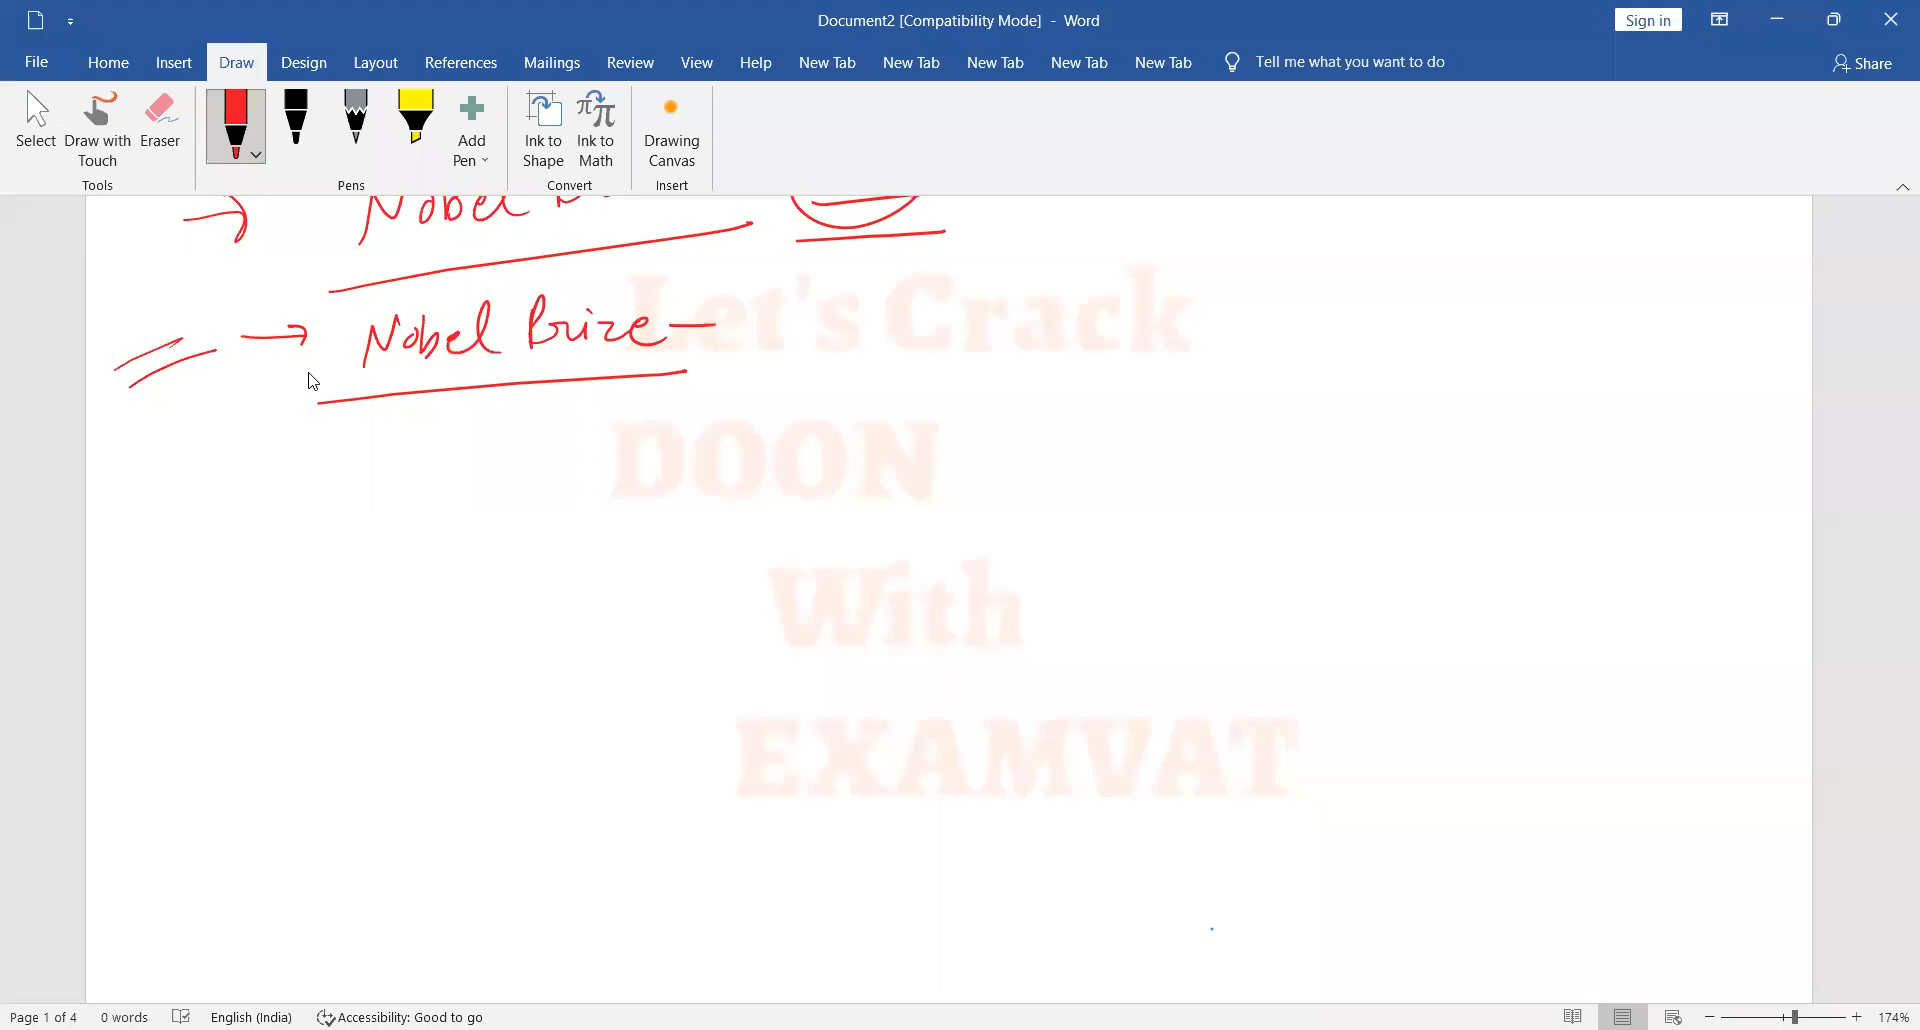 Document2 [Compatibility Mode] - Word
Sign in
File Home Insert Draw Design Layout References Mailings Review View Help New Tab New Tab New Tab New Tab New Tab Tell me what you want to do Share
Select Draw with Touch Eraser Add Pen Ink to Shape Ink to Math Drawing Canvas
Tools Pens Convert Insert
Nobel
→ Nobel Prize —
Let's Crack
DOON
With
EXAMVAT
Page 1 of 4 0 words English (India) Accessibility: Good to go 174%